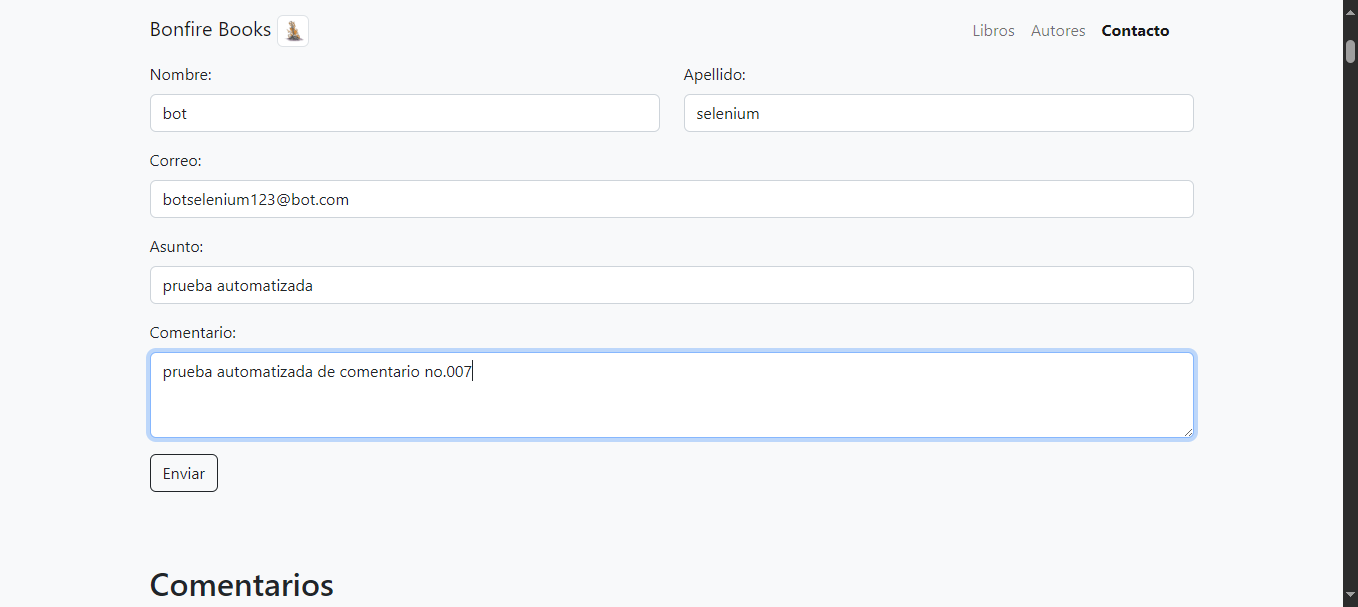 Bonfire Books
Libros Autores Contacto
Nombre: Apellido:
bot selenium
Correo:
botselenium123@bot.com
Asunto:
prueba automatizada
Comentario:
prueba automatizada de comentario no.007
Enviar
Comentarios